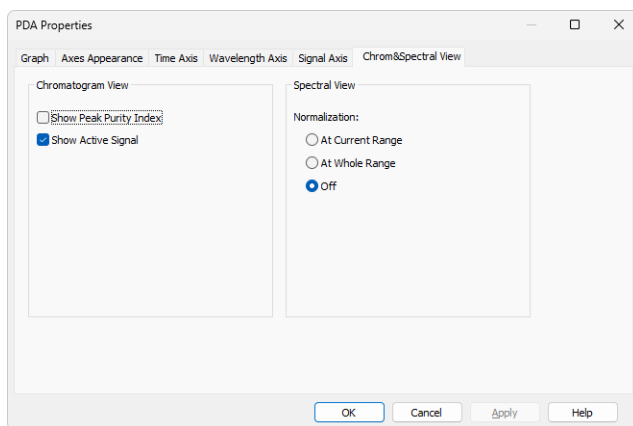 PDA Properties
Graph Axes Appearance Time Axis Wavelength Axis Signal Axis Chrom&Spectral View
Chromatogram View
Show Peak Purity Index
Show Active Signal
Spectral View
Normalization:
At Current Range
At Whole Range
Off
OK Cancel Apply Help